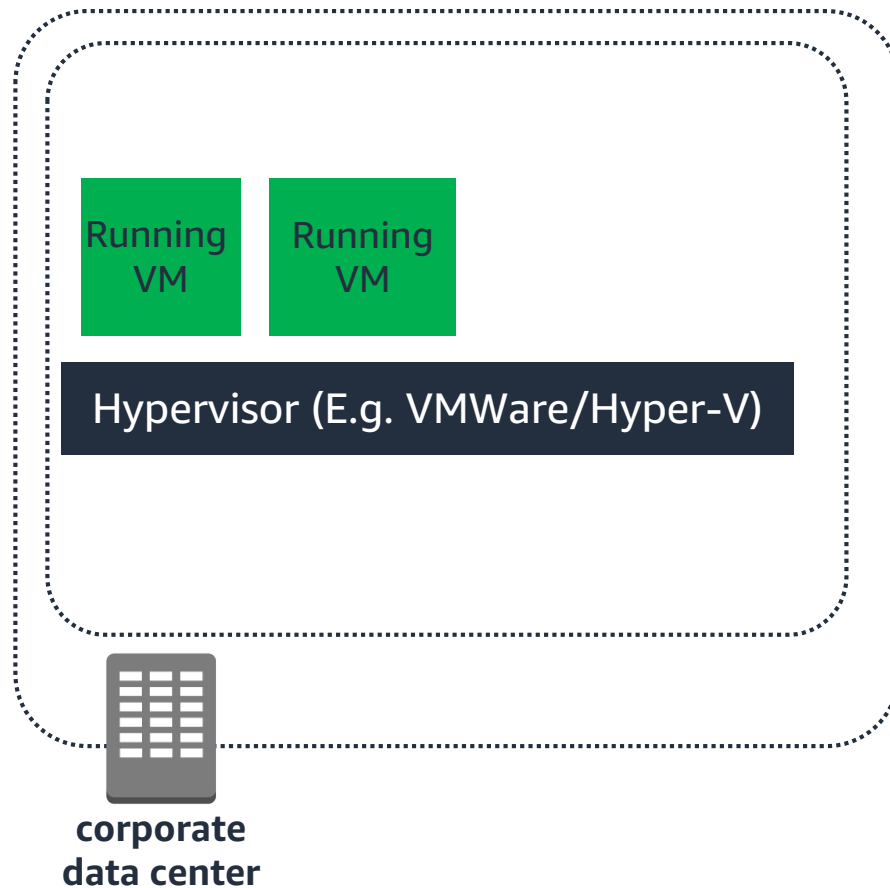 Running
VM
Running
VM
Hypervisor (E.g. VMWare/Hyper-V)
corporate
data center